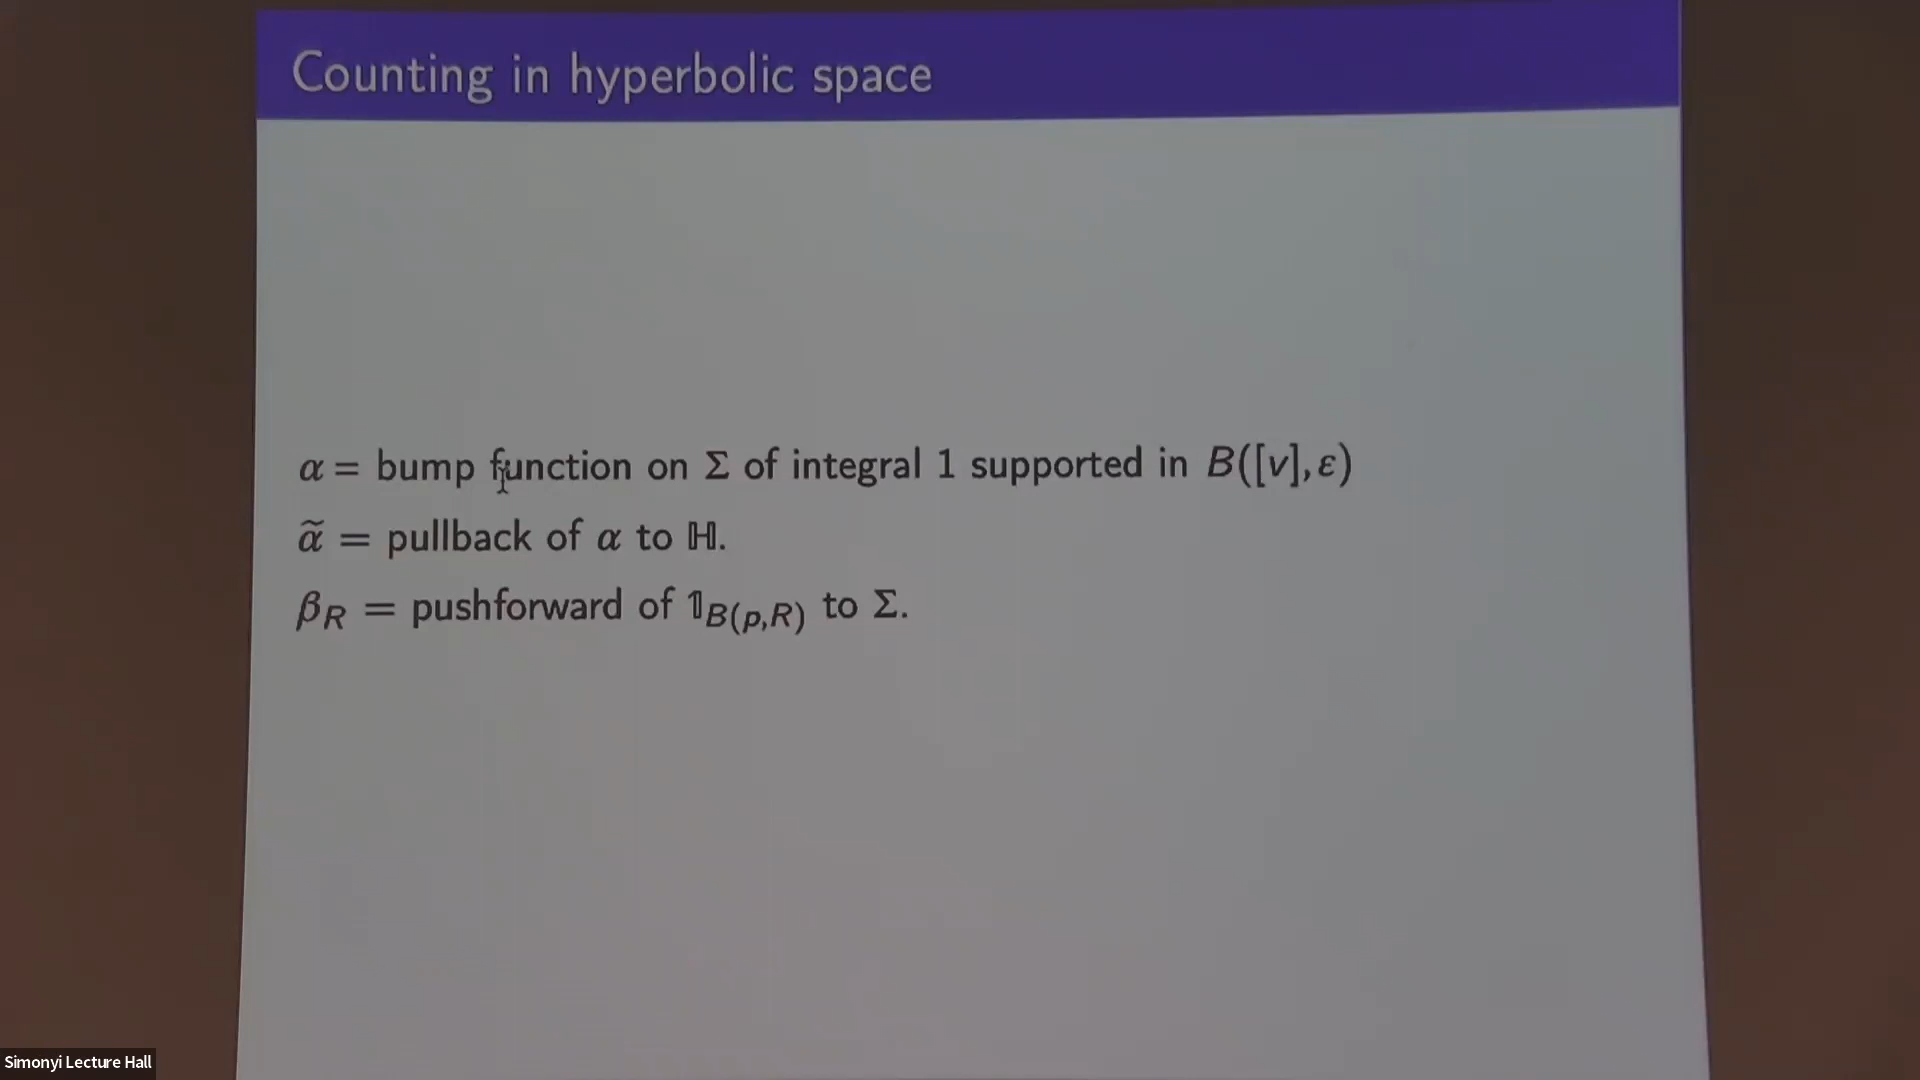 Counting in hyperbolic space
α = bump function on Σ of integral 1 supported in B([v], ε)
α̃ = pullback of α to ℍ.
β_R = pushforward of 𝟙_{B(p,R)} to Σ.
Simonyi Lecture Hall